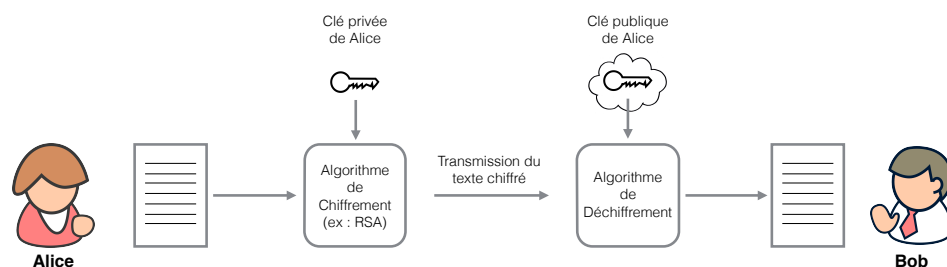 Clé privée
de Alice
Clé publique
de Alice
Algorithme
de
Chiffrement
(ex : RSA)
Transmission du
texte chiffré
Algorithme
de
Déchiffrement
Alice
Bob